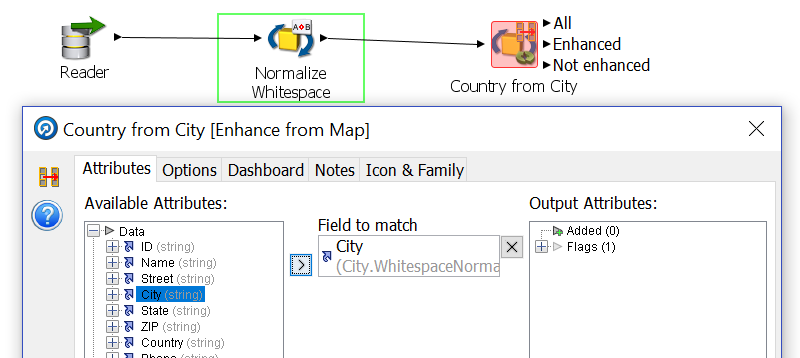 All
Enhanced
Not enhanced
Reader
A B
Normalize
Whitespace
Country from City
Country from City [Enhance from Map]
Attributes
Options
Dashboard
Notes
Icon & Family
Available Attributes:
Data
ID (string)
Name (string)
Street (string)
City (string)
State (string)
ZIP (string)
Country (string)
Phone (string)
Field to match
City
(City.WhitespaceNorma
Output Attributes:
Added (0)
Flags (1)